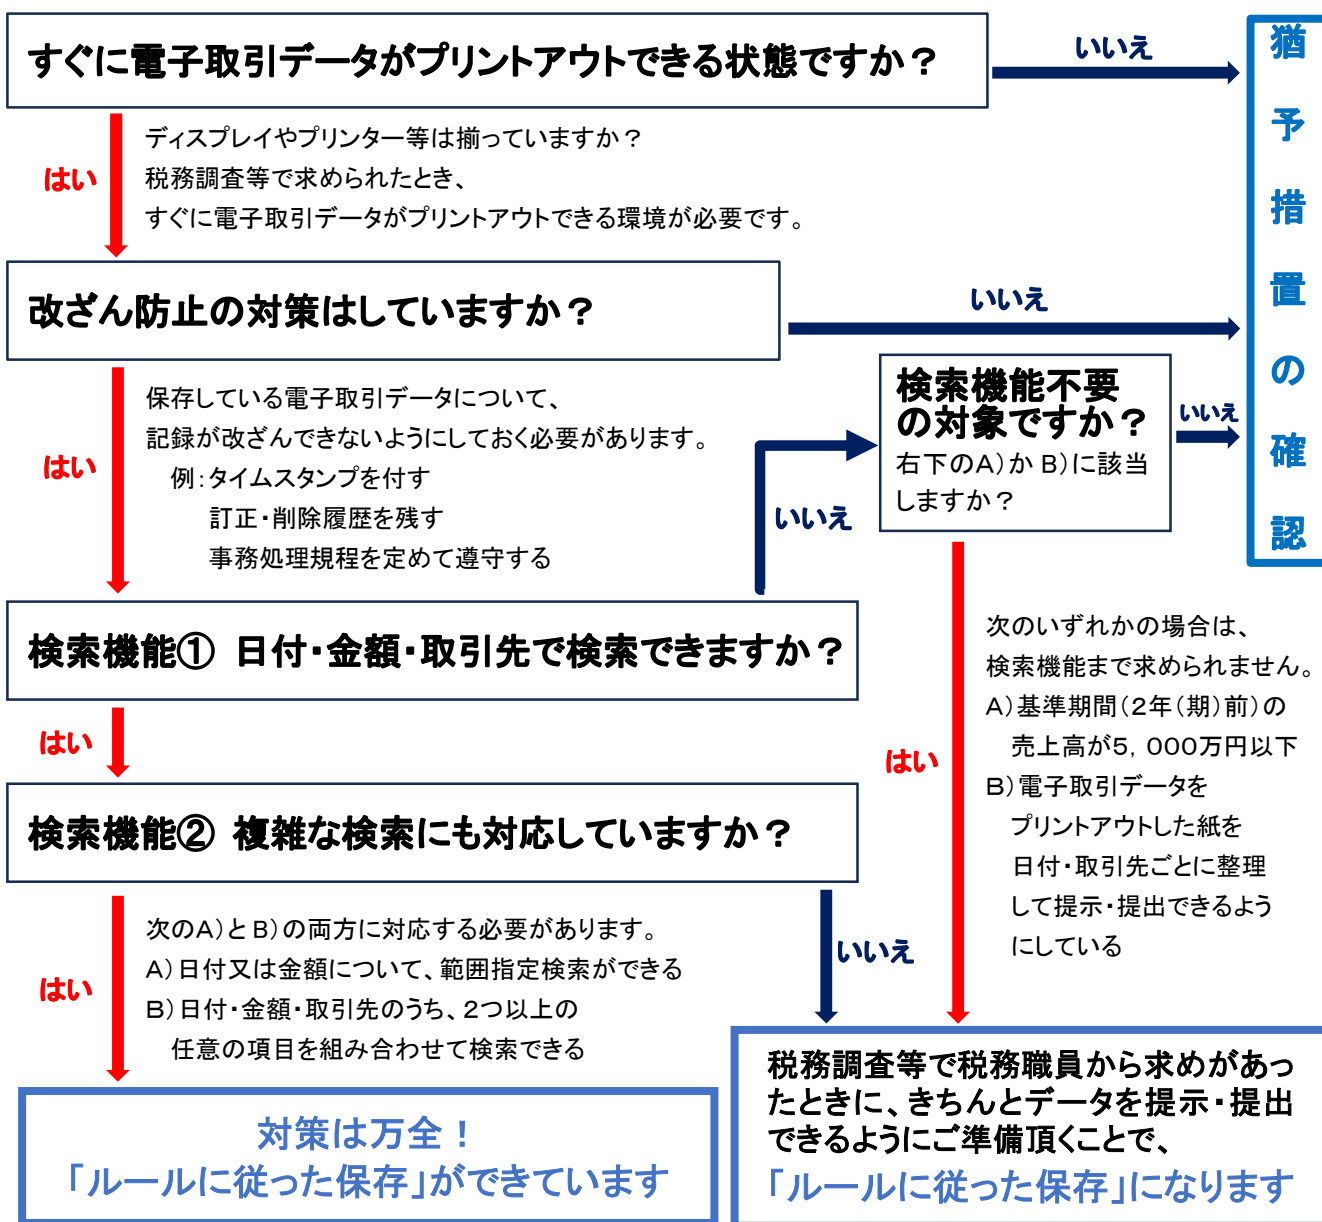 すぐに電子取引データがプリントアウトできる状態ですか？
いいえ
猶予措置の確認
はい
ディスプレイやプリンター等は揃っていますか？
税務調査等で求められたとき、
すぐに電子取引データがプリントアウトできる環境が必要です。
改ざん防止の対策はしていますか？
いいえ
はい
保存している電子取引データについて、
記録が改ざんできないようにしておく必要があります。
例：タイムスタンプを付す
訂正・削除履歴を残す
事務処理規程を定めて遵守する
いいえ
検索機能不要
の対象ですか？
右下のA）か B）に該当
しますか？
いいえ
検索機能① 日付・金額・取引先で検索できますか？
はい
次のいずれかの場合は、
検索機能まで求められません。
A）基準期間（２年（期）前）の
売上高が５，０００万円以下
B）電子取引データを
プリントアウトした紙を
日付・取引先ごとに整理
して提示・提出できるよう
にしている
はい
検索機能② 複雑な検索にも対応していますか？
はい
次のA）と B）の両方に対応する必要があります。
A）日付又は金額について、範囲指定検索ができる
B）日付・金額・取引先のうち、２つ以上の
任意の項目を組み合わせて検索できる
いいえ
対策は万全！
「ルールに従った保存」ができています
税務調査等で税務職員から求めがあっ
たときに、きちんとデータを提示・提出
できるようにご準備頂くことで、
「ルールに従った保存」になります